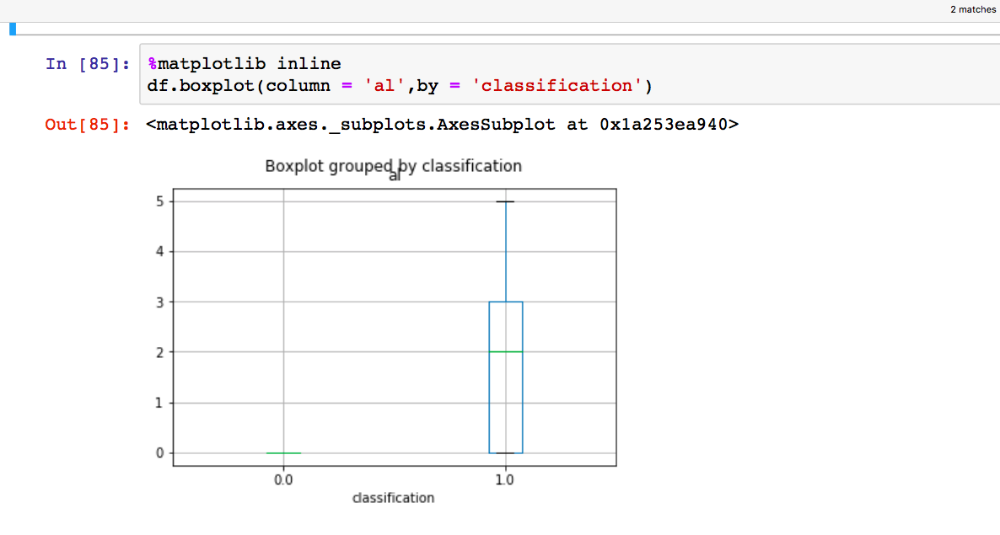 2 matches
In [85]: %matplotlib inline
df.boxplot(column = 'al',by = 'classification')
Out[85]: <matplotlib.axes._subplots.AxesSubplot at 0x1a253ea940>
Boxplot grouped by classification
al
5
4
3
2
1
0
0.0 1.0
classification